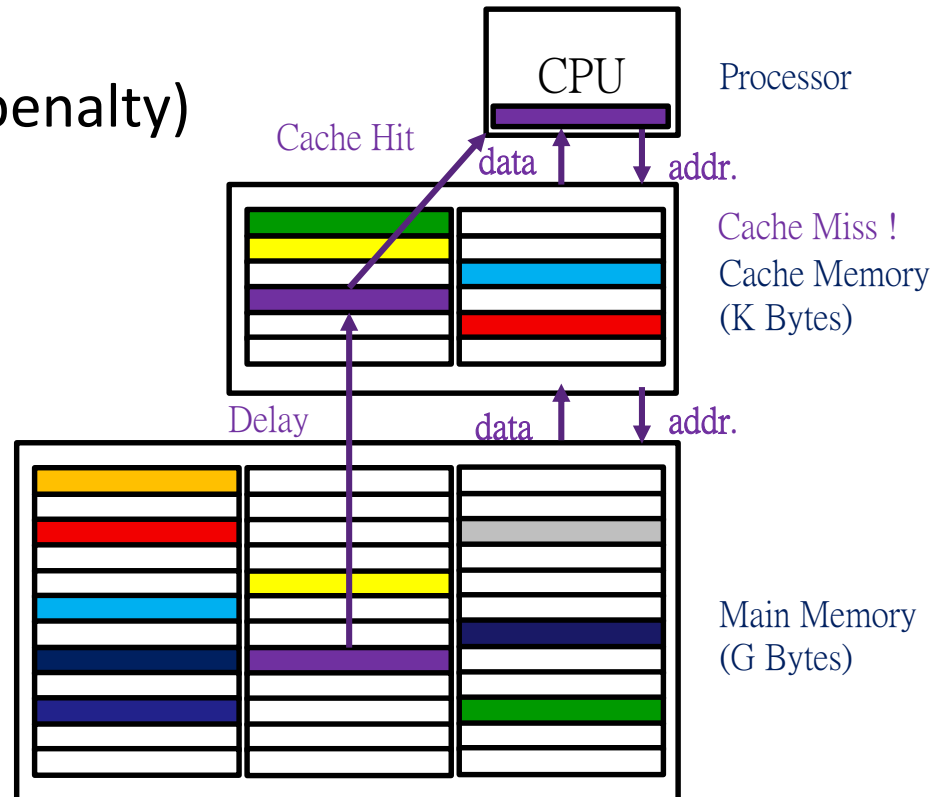 penalty)
CPU
Processor
Cache Hit
data
addr.
Cache Miss !
Cache Memory
(K Bytes)
Delay
data
addr.
Main Memory
(G Bytes)